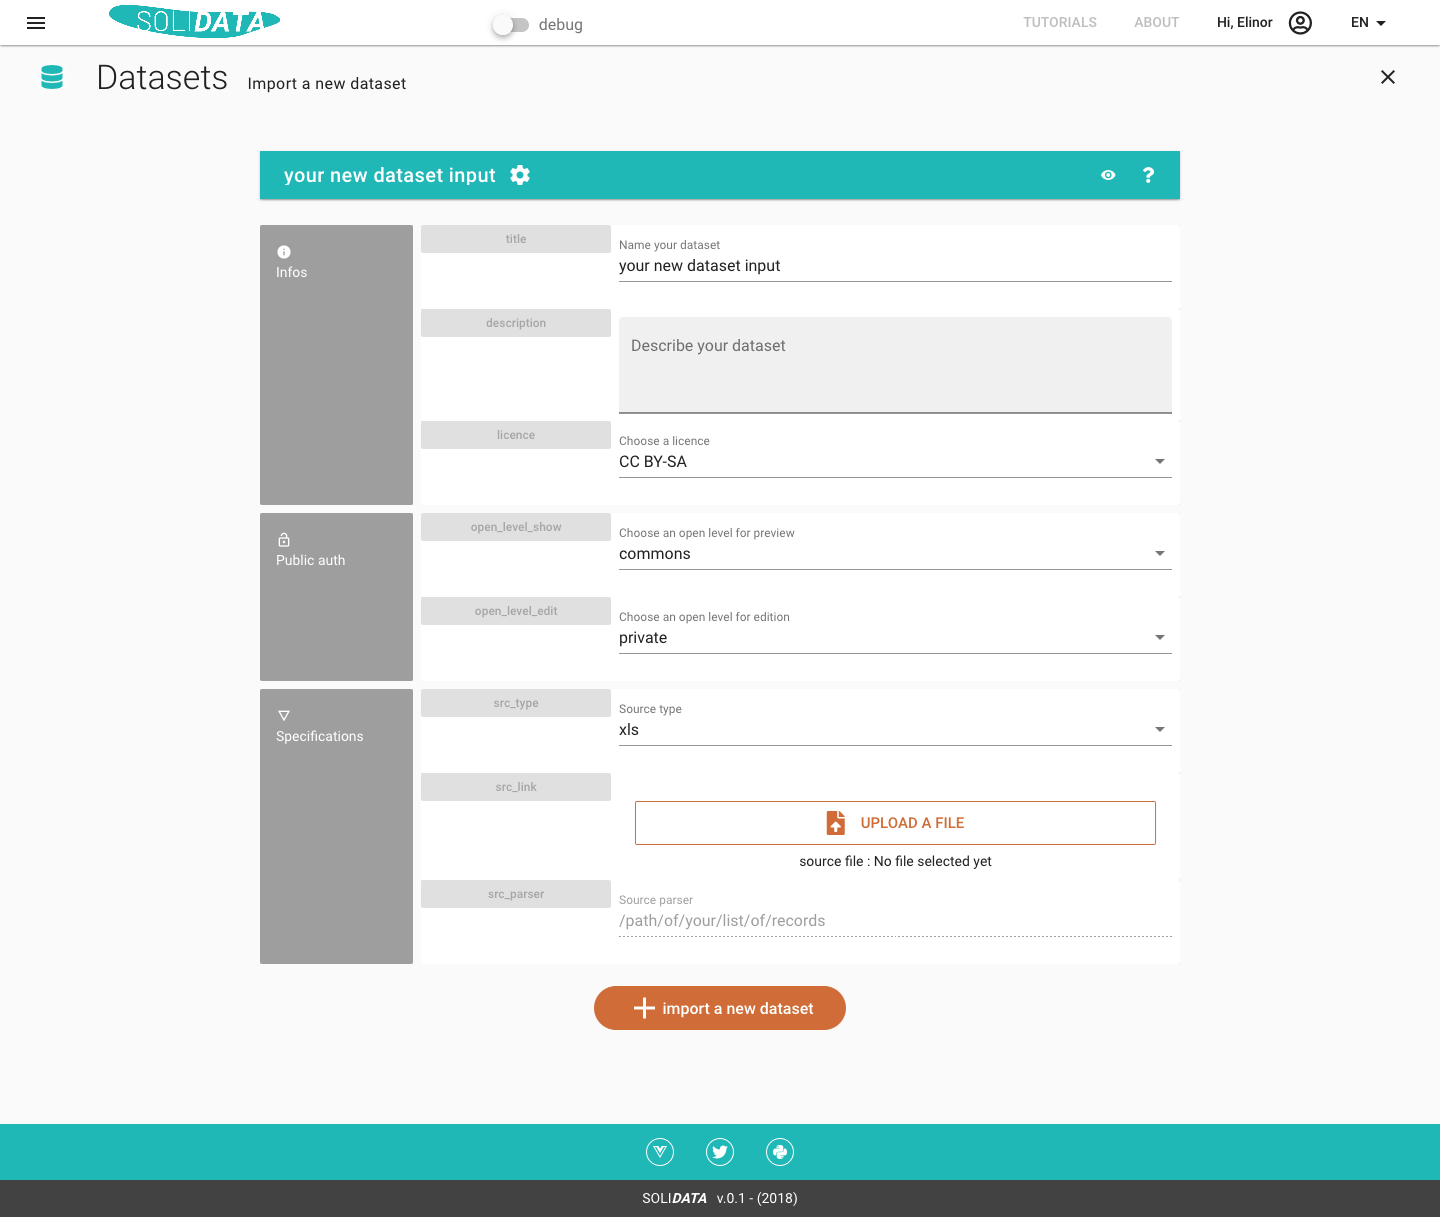 SOLIDATA
debug
TUTORIALS
ABOUT
Hi, Elinor
EN
Datasets
Import a new dataset
your new dataset input
?
Infos
title
Name your dataset
your new dataset input
description
Describe your dataset
licence
Choose a licence
CC BY-SA
Public auth
open_level_show
Choose an open level for preview
commons
open_level_edit
Choose an open level for edition
private
Specifications
src_type
Source type
xls
src_link
UPLOAD A FILE
source file : No file selected yet
src_parser
Source parser
/path/of/your/list/of/records
import a new dataset
SOLIDATA v.0.1 - (2018)